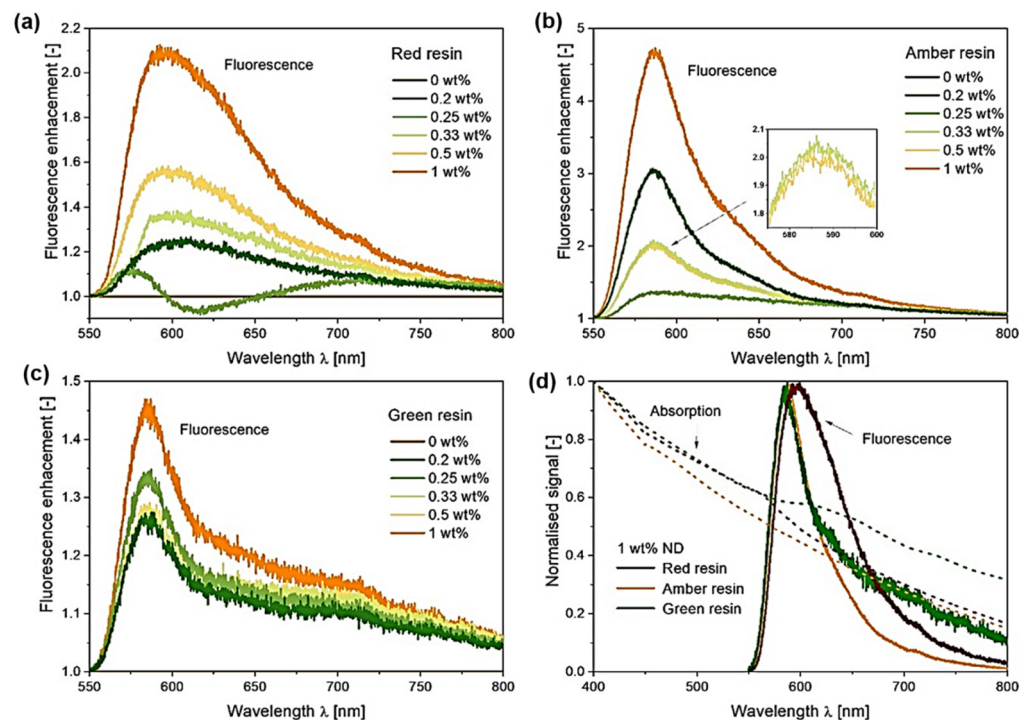 (a)
Fluorescence enhacement [-]
2.2
2.0
1.8
1.6
1.4
1.2
1.0
Fluorescence
Red resin
0 wt%
0.2 wt%
0.25 wt%
0.33 wt%
0.5 wt%
1 wt%
550 600 650 700 750 800
Wavelength λ [nm]
(b)
Fluorescence enhacement [-]
5
4
3
2
1
Fluorescence
Amber resin
0 wt%
0.2 wt%
0.25 wt%
0.33 wt%
0.5 wt%
1 wt%
2.1
2.0
1.9
1.8
580 590 600
550 600 650 700 750 800
Wavelength λ [nm]
(c)
Fluorescence enhacement [-]
1.5
1.4
1.3
1.2
1.1
1.0
Fluorescence
Green resin
0 wt%
0.2 wt%
0.25 wt%
0.33 wt%
0.5 wt%
1 wt%
550 600 650 700 750 800
Wavelength λ [nm]
(d)
Normalised signal [-]
1.0
0.8
0.6
0.4
0.2
0.0
Absorption
Fluorescence
1 wt% ND
Red resin
Amber resin
Green resin
400 500 600 700 800
Wavelength λ [nm]